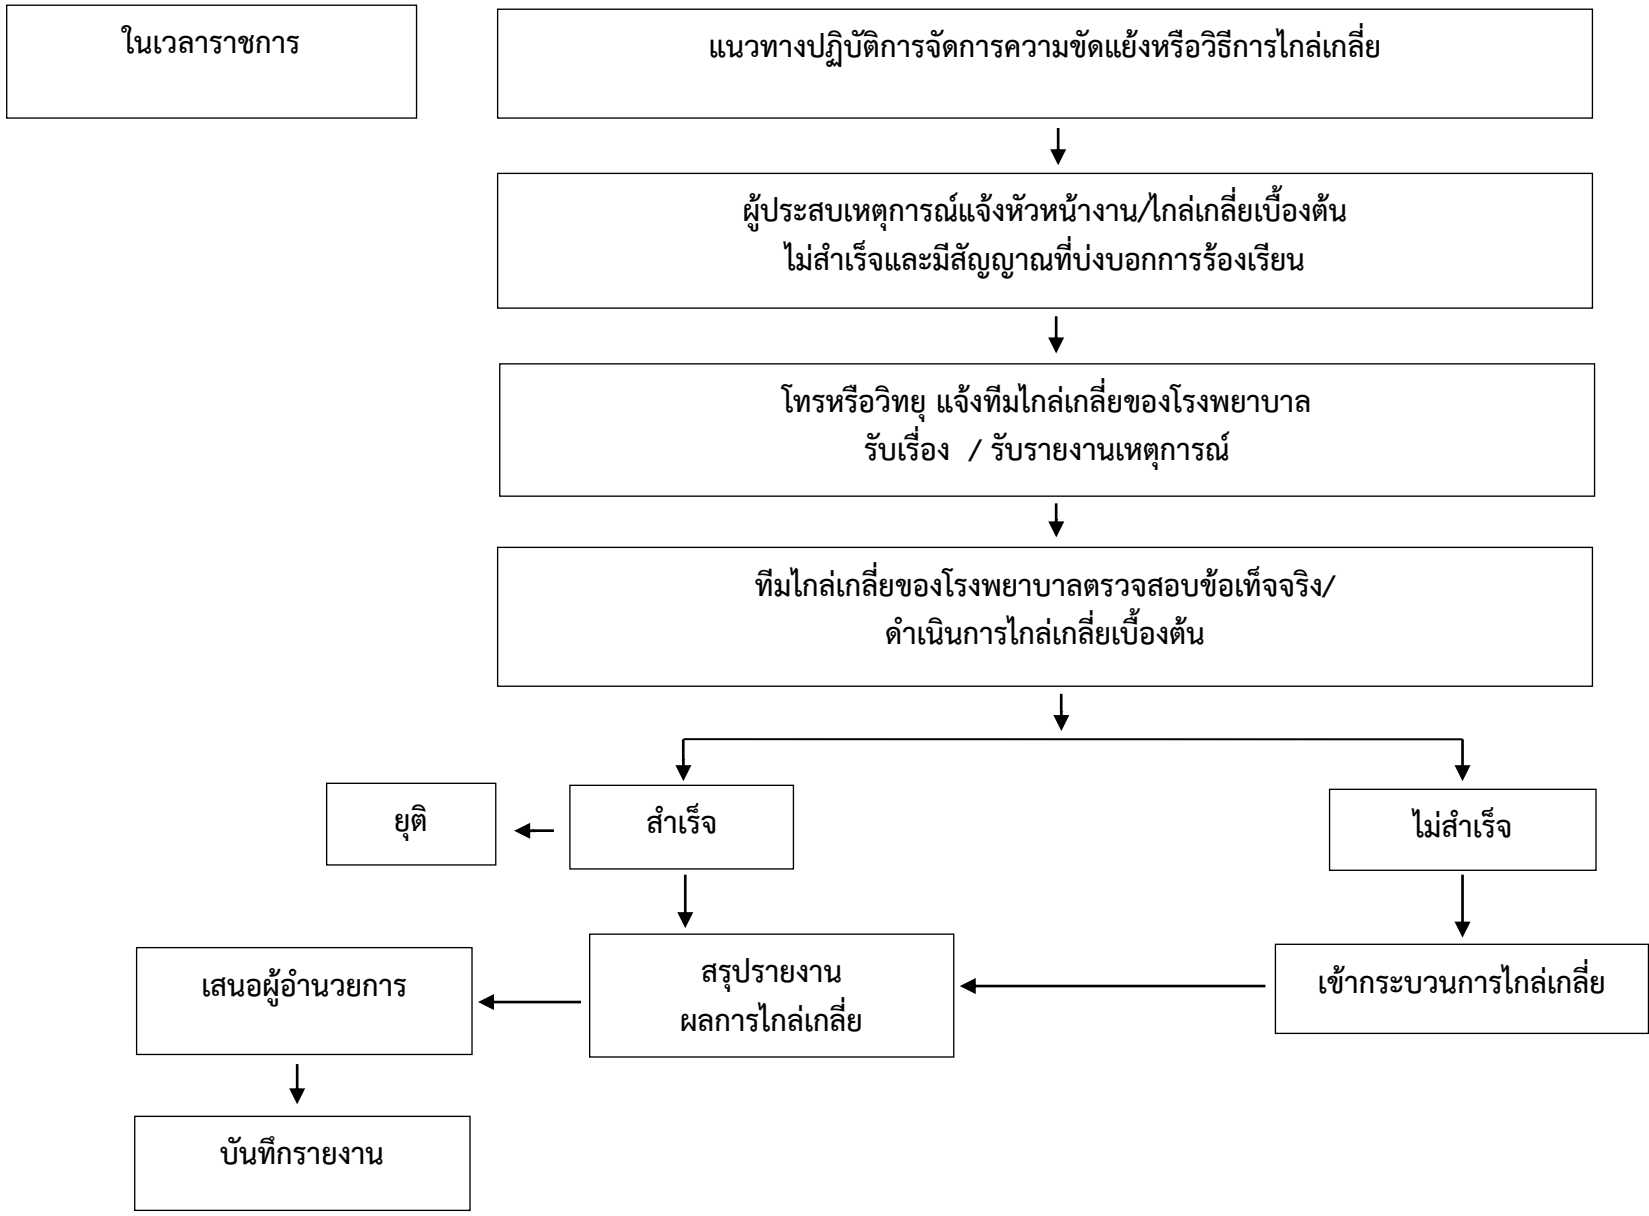 ในเวลาราชการ
แนวทางปฏิบัติการจัดการความขัดแย้งหรือวิธีการไกล่เกลี่ย
ผู้ประสบเหตุการณ์แจ้งหัวหน้างาน/ไกล่เกลี่ยเบื้องต้น
ไม่สำเร็จและมีสัญญาณที่บ่งบอกการร้องเรียน
โทรหรือวิทยุ แจ้งทีมไกล่เกลี่ยของโรงพยาบาล
รับเรื่อง / รับรายงานเหตุการณ์
ทีมไกล่เกลี่ยของโรงพยาบาลตรวจสอบข้อเท็จจริง/
ดำเนินการไกล่เกลี่ยเบื้องต้น
ยุติ
สำเร็จ
ไม่สำเร็จ
เสนอผู้อำนวยการ
สรุปรายงาน
ผลการไกล่เกลี่ย
เข้ากระบวนการไกล่เกลี่ย
บันทึกรายงาน